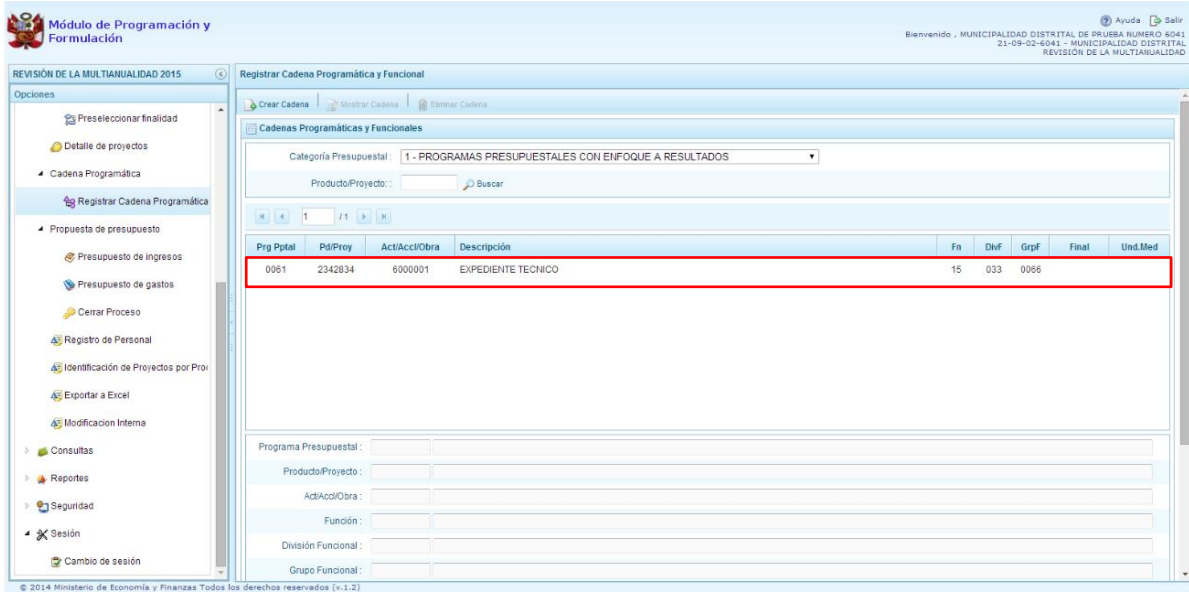 Módulo de Programación y
Formulación
Ayuda Salir
Bienvenido , MUNICIPALIDAD DISTRITAL DE PRUEBA NUMERO 6041
21-09-02-6041 - MUNICIPALIDAD DISTRITAL
REVISIÓN DE LA MULTIANUALIDAD
REVISIÓN DE LA MULTIANUALIDAD 2015
Opciones
Preseleccionar finalidad
Detalle de proyectos
Cadena Programática
Registrar Cadena Programática
Propuesta de presupuesto
Presupuesto de ingresos
Presupuesto de gastos
Cerrar Proceso
Registro de Personal
Identificación de Proyectos por Pro
Exportar a Excel
Modificacion Interna
Consultas
Reportes
Seguridad
Sesión
Cambio de sesión
Registrar Cadena Programática y Funcional
Crear Cadena Mostrar Cadena Eliminar Cadena
Cadenas Programáticas y Funcionales
Categoría Presupuestal : 1 - PROGRAMAS PRESUPUESTALES CON ENFOQUE A RESULTADOS
Producto/Proyecto: : Buscar
1 / 1
Prg Pptal Pd/Proy Act/AccI/Obra Descripción Fn DivF GrpF Final Und.Med
0061 2342834 6000001 EXPEDIENTE TECNICO 15 033 0066
Programa Presupuestal :
Producto/Proyecto :
Act/AccI/Obra :
Función :
División Funcional :
Grupo Funcional :
© 2014 Ministerio de Economía y Finanzas Todos los derechos reservados (v.1.2)